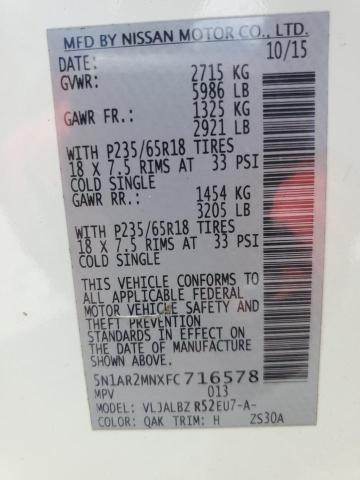 MFD BY NISSAN MOTOR CO., LTD.
DATE: 10/15
GVWR: 2715 KG
5986 LB
GAWR FR.: 1325 KG
2921 LB
WITH P235/65R18 TIRES
18 X 7.5 RIMS AT 33 PSI
COLD SINGLE
GAWR RR.: 1454 KG
3205 LB
WITH P235/65R18 TIRES
18 X 7.5 RIMS AT 33 PSI
COLD SINGLE
THIS VEHICLE CONFORMS TO
ALL APPLICABLE FEDERAL
MOTOR VEHICLE SAFETY AND
THEFT PREVENTION
STANDARDS IN EFFECT ON
THE DATE OF MANUFACTURE
SHOWN ABOVE.
5N1AR2MNXFC716578
MPV 013
MODEL: VLJALBZ R52EU7-A-
COLOR: QAK TRIM: H ZS30A